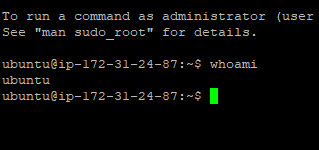 To run a command as administrator (user
See "man sudo_root" for details.
ubuntu@ip-172-31-24-87:~$ whoami
ubuntu
ubuntu@ip-172-31-24-87:~$